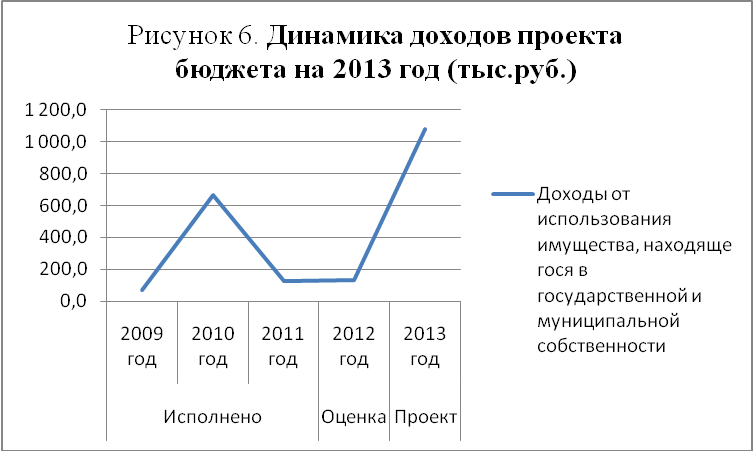 Рисунок 6. Динамика доходов проекта
бюджета на 2013 год (тыс.руб.)
1 200,0
1 000,0
800,0
600,0
400,0
200,0
0,0
2009 год
2010 год
2011 год
2012 год
2013 год
Исполнено
Оценка
Проект
Доходы от
использования
имущества, находяще
гося в
государственной и
муниципальной
собственности